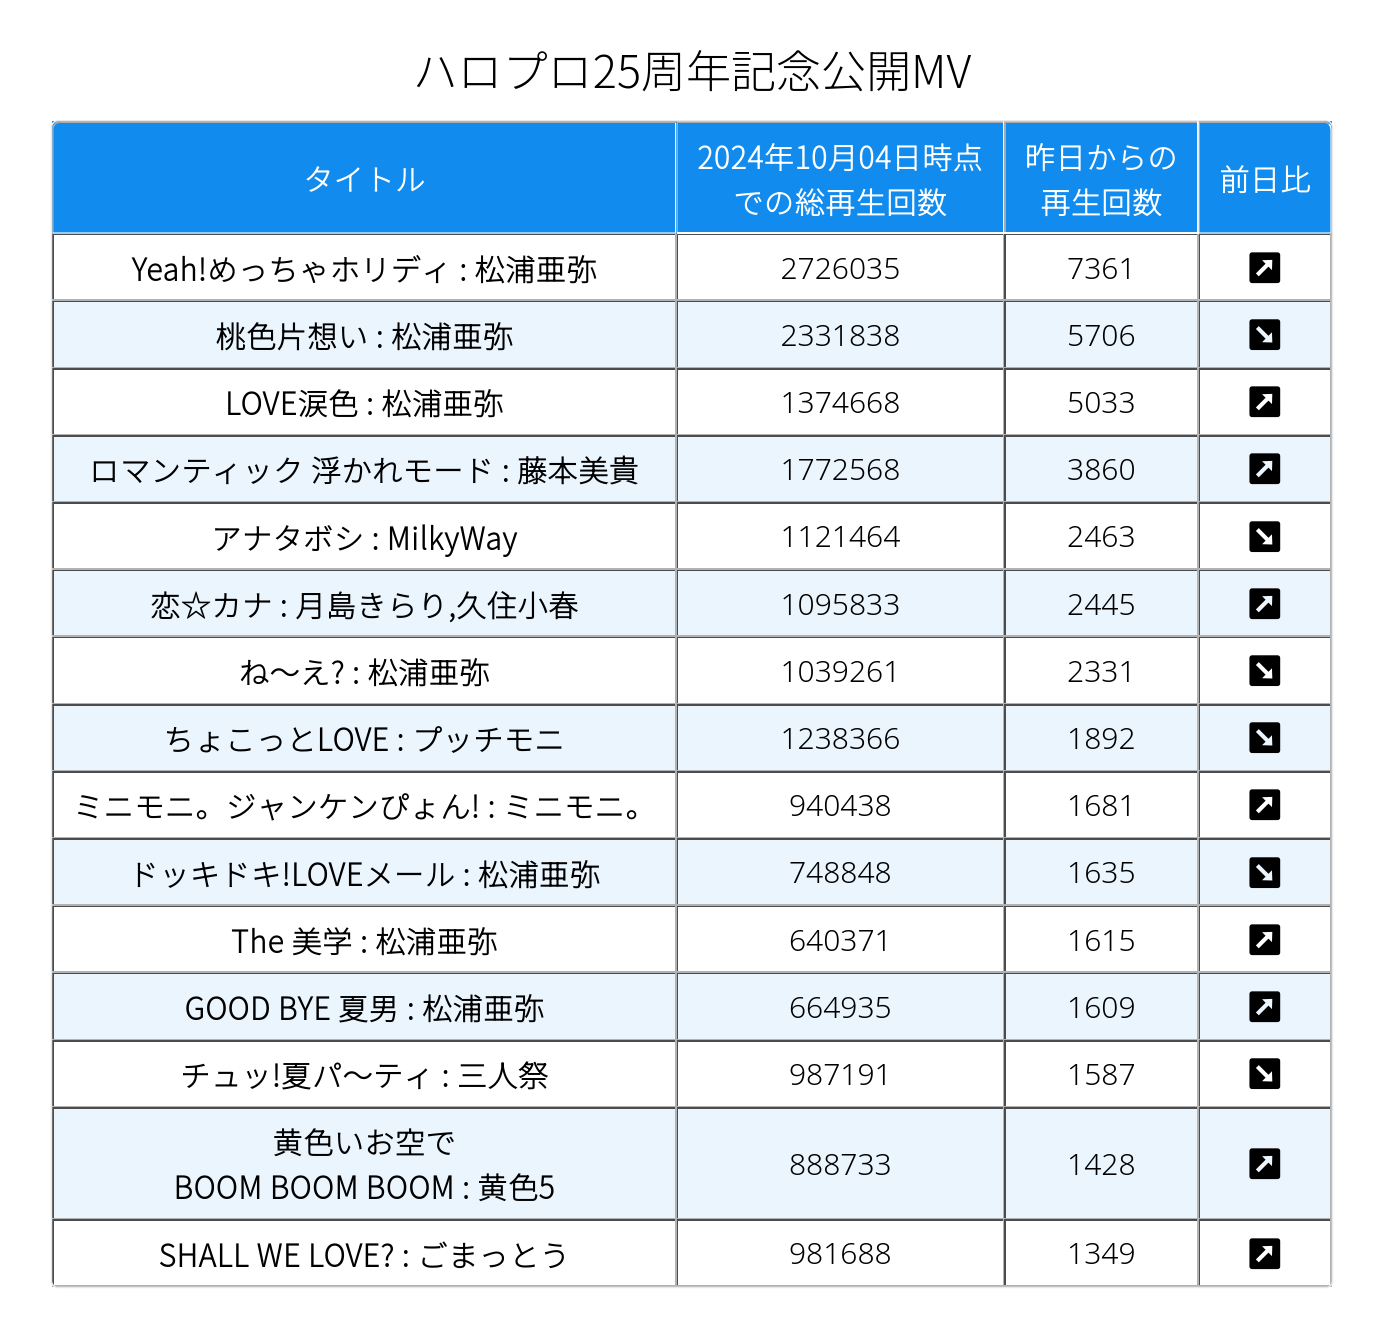 ハロプロ25周年記念公開MV
タイトル
2024年10月04日時点
での総再生回数
昨日からの
再生回数
前日比
Yeah!めっちゃホリディ : 松浦亜弥 2726035 7361 ↗
桃色片想い : 松浦亜弥 2331838 5706 ↘
LOVE涙色 : 松浦亜弥 1374668 5033 ↗
ロマンティック 浮かれモード : 藤本美貴 1772568 3860 ↗
アナタボシ : MilkyWay 1121464 2463 ↘
恋☆カナ : 月島きらり,久住小春 1095833 2445 ↗
ね〜え? : 松浦亜弥 1039261 2331 ↘
ちょこっとLOVE : プッチモニ 1238366 1892 ↘
ミニモニ。ジャンケンぴょん! : ミニモニ。 940438 1681 ↗
ドッキドキ!LOVEメール : 松浦亜弥 748848 1635 ↘
The 美学 : 松浦亜弥 640371 1615 ↗
GOOD BYE 夏男 : 松浦亜弥 664935 1609 ↗
チュッ!夏パ〜ティ : 三人祭 987191 1587 ↘
黄色いお空で
BOOM BOOM BOOM : 黄色5 888733 1428 ↗
SHALL WE LOVE? : ごまっとう 981688 1349 ↗